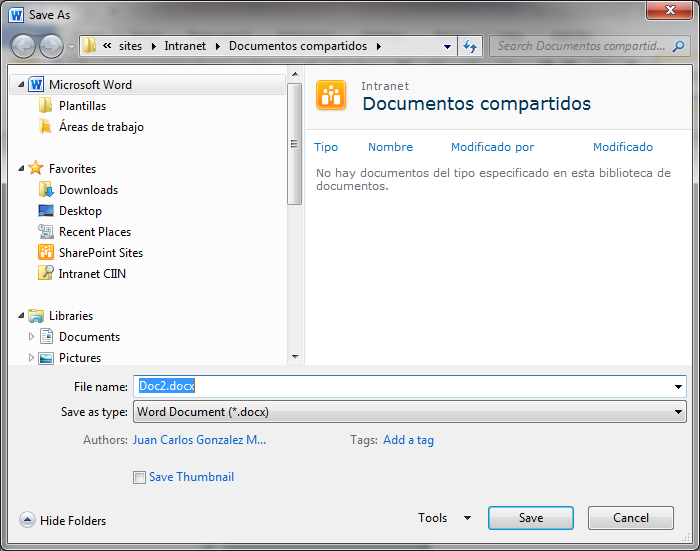 Save As
« sites Intranet Documentos compartidos
Search Documentos compartid...
Microsoft Word
Plantillas
Áreas de trabajo
Favorites
Downloads
Desktop
Recent Places
SharePoint Sites
Intranet CIIN
Libraries
Documents
Pictures
Intranet
Documentos compartidos
Tipo Nombre Modificado por Modificado
No hay documentos del tipo especificado en esta biblioteca de
documentos.
File name: Doc2.docx
Save as type: Word Document (*.docx)
Authors: Juan Carlos Gonzalez M... Tags: Add a tag
Save Thumbnail
Hide Folders Tools Save Cancel